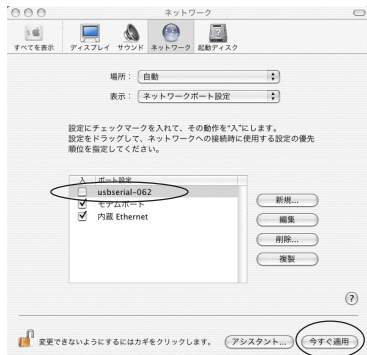 ネットワーク
すべてを表示 ディスプレイ サウンド ネットワーク 起動ディスク
場所： 自動
表示： ネットワークポート設定
設定にチェックマークを入れて、その動作を"入"にします。
設定をドラッグして、ネットワークへの接続時に使用する設定の優先
順位を指定してください。
入 ポート設定
usbserial-062
モデムポート
内蔵 Ethernet
新規...
編集
削除...
複製
?
変更できないようにするにはカギをクリックします。 アシスタント... 今すぐ適用